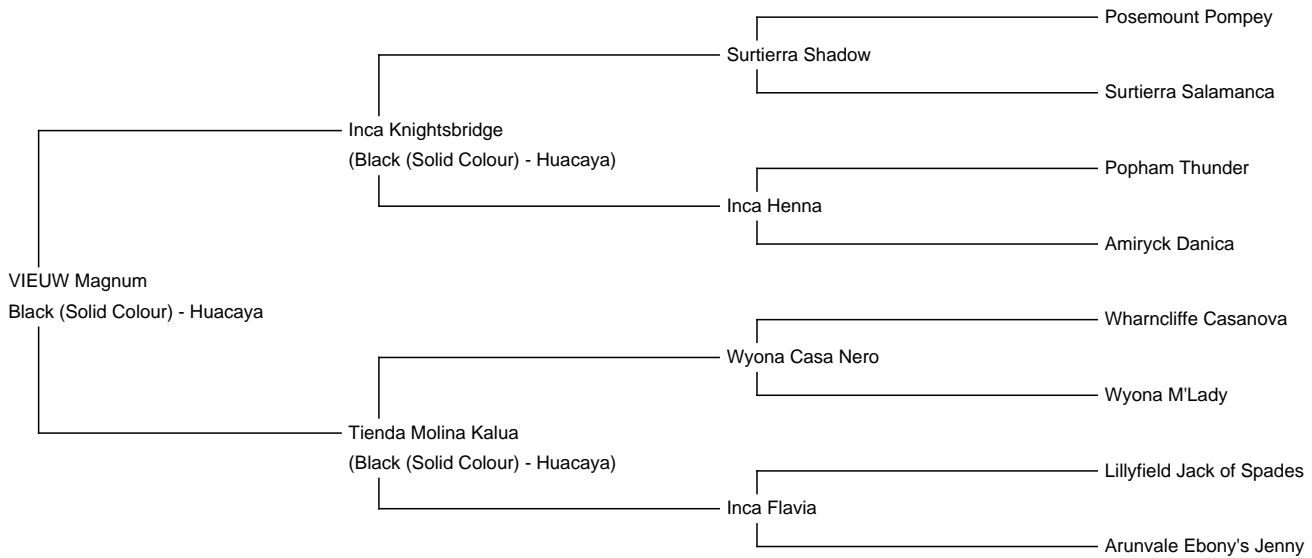 Posemount Pompey
Surtierra Shadow
Surtierra Salamanca
Inca Knightsbridge
(Black (Solid Colour) - Huacaya)
Popham Thunder
Inca Henna
Amiryck Danica
VIEUW Magnum
Black (Solid Colour) - Huacaya
Wharncliffe Casanova
Wyona Casa Nero
Wyona M'Lady
Tienda Molina Kalua
(Black (Solid Colour) - Huacaya)
Lillyfield Jack of Spades
Inca Flavia
Arunvale Ebony's Jenny